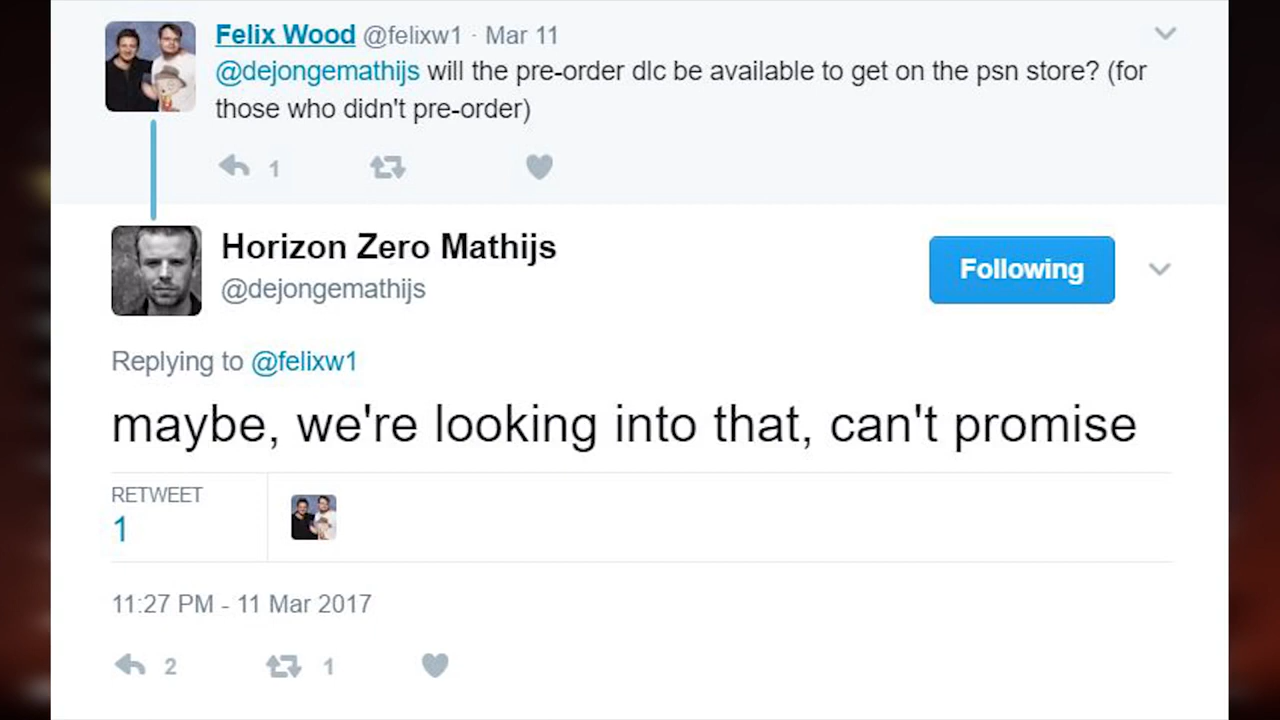 Felix Wood @felixw1 · Mar 11
@dejongemathijs will the pre-order dlc be available to get on the psn store? (for
those who didn't pre-order)
1
Horizon Zero Mathijs
@dejongemathijs
Following
Replying to @felixw1
maybe, we're looking into that, can't promise
RETWEET
1
11:27 PM - 11 Mar 2017
2 1